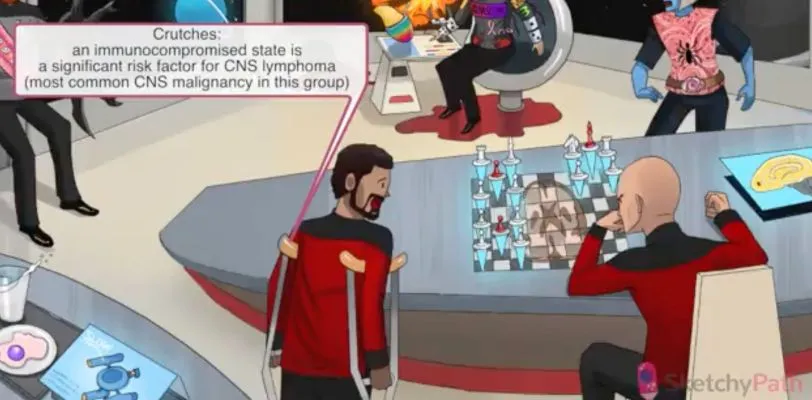 Crutches:
an immunocompromised state is
a significant risk factor for CNS lymphoma
(most common CNS malignancy in this group)
SketchyPath